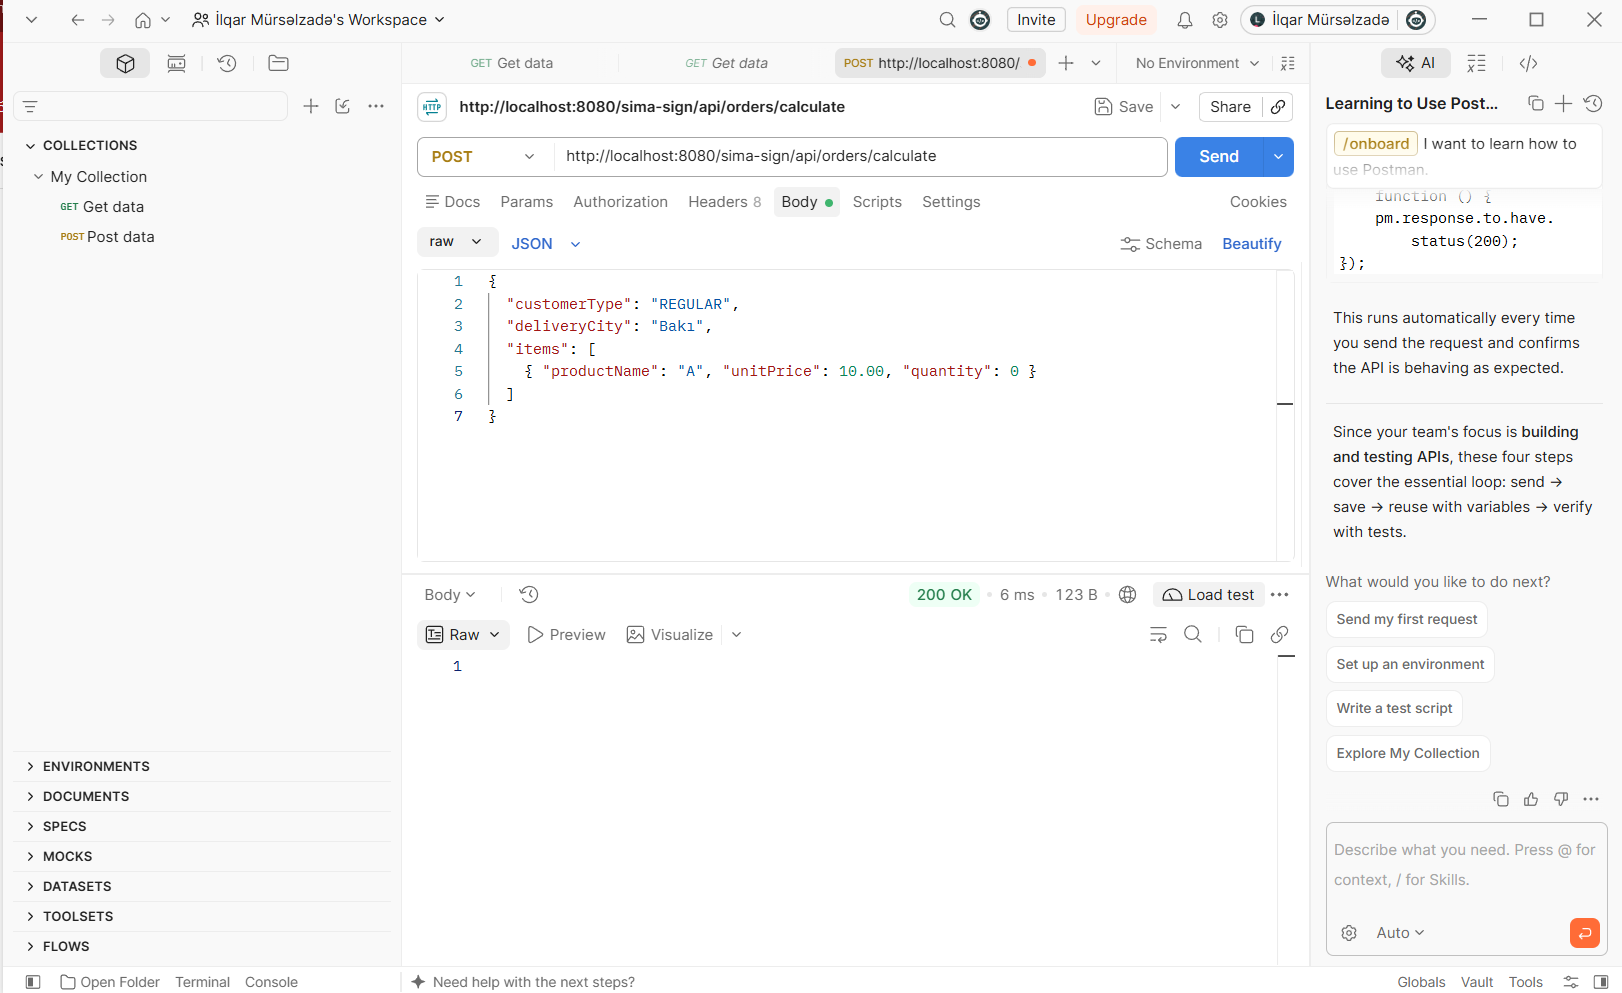 İlqar Mürsəlzadə's Workspace
Invite
Upgrade
İlqar Mürsəlzadə
GET Get data
GET Get data
POST http://localhost:8080/
No Environment
AI
COLLECTIONS
My Collection
GET Get data
POST Post data
ENVIRONMENTS
DOCUMENTS
SPECS
MOCKS
DATASETS
TOOLSETS
FLOWS
HTTP http://localhost:8080/sima-sign/api/orders/calculate
Save
Share
POST http://localhost:8080/sima-sign/api/orders/calculate
Send
Docs Params Authorization Headers 8 Body Scripts Settings Cookies
raw JSON Schema Beautify
1 {
2 "customerType": "REGULAR",
3 "deliveryCity": "Bakı",
4 "items": [
5 { "productName": "A", "unitPrice": 10.00, "quantity": 0 }
6 ]
7 }
Body 200 OK 6 ms 123 B Load test
Raw Preview Visualize
1
Learning to Use Post...
/onboard I want to learn how to
use Postman.
function () {
pm.response.to.have.
status(200);
});
This runs automatically every time
you send the request and confirms
the API is behaving as expected.
Since your team's focus is building
and testing APIs, these four steps
cover the essential loop: send →
save → reuse with variables → verify
with tests.
What would you like to do next?
Send my first request
Set up an environment
Write a test script
Explore My Collection
Describe what you need. Press @ for
context, / for Skills.
Auto
Open Folder Terminal Console
Need help with the next steps?
Globals Vault Tools